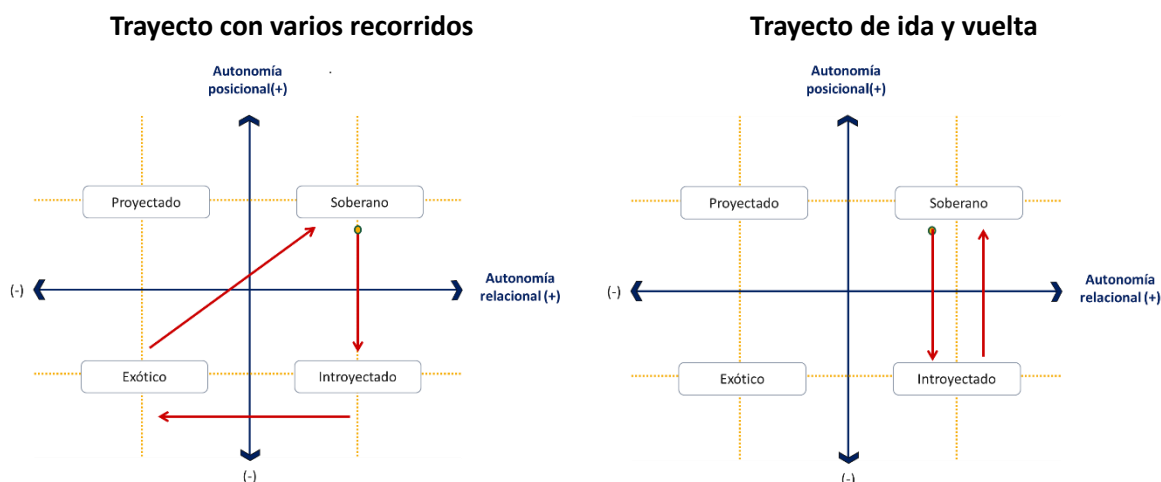 Trayecto con varios recorridos
Autonomía
posicional(+)
Proyectado
Soberano
(-)
Autonomía
relacional (+)
Exótico
Introyectado
(-)
Trayecto de ida y vuelta
Autonomía
posicional(+)
Proyectado
Soberano
(-)
Autonomía
relacional (+)
Exótico
Introyectado
(-)